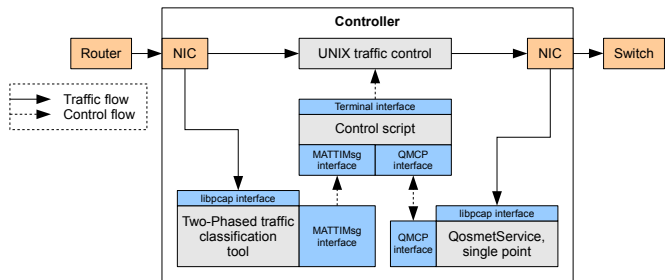 Controller
Router
NIC
UNIX traffic control
NIC
Switch
Traffic flow
Control flow
Terminal interface
Control script
MATTIMsg
interface
QMCP
interface
libpcap interface
Two-Phased traffic
classification
tool
MATTIMsg
interface
QMCP
interface
libpcap interface
QosmetService,
single point